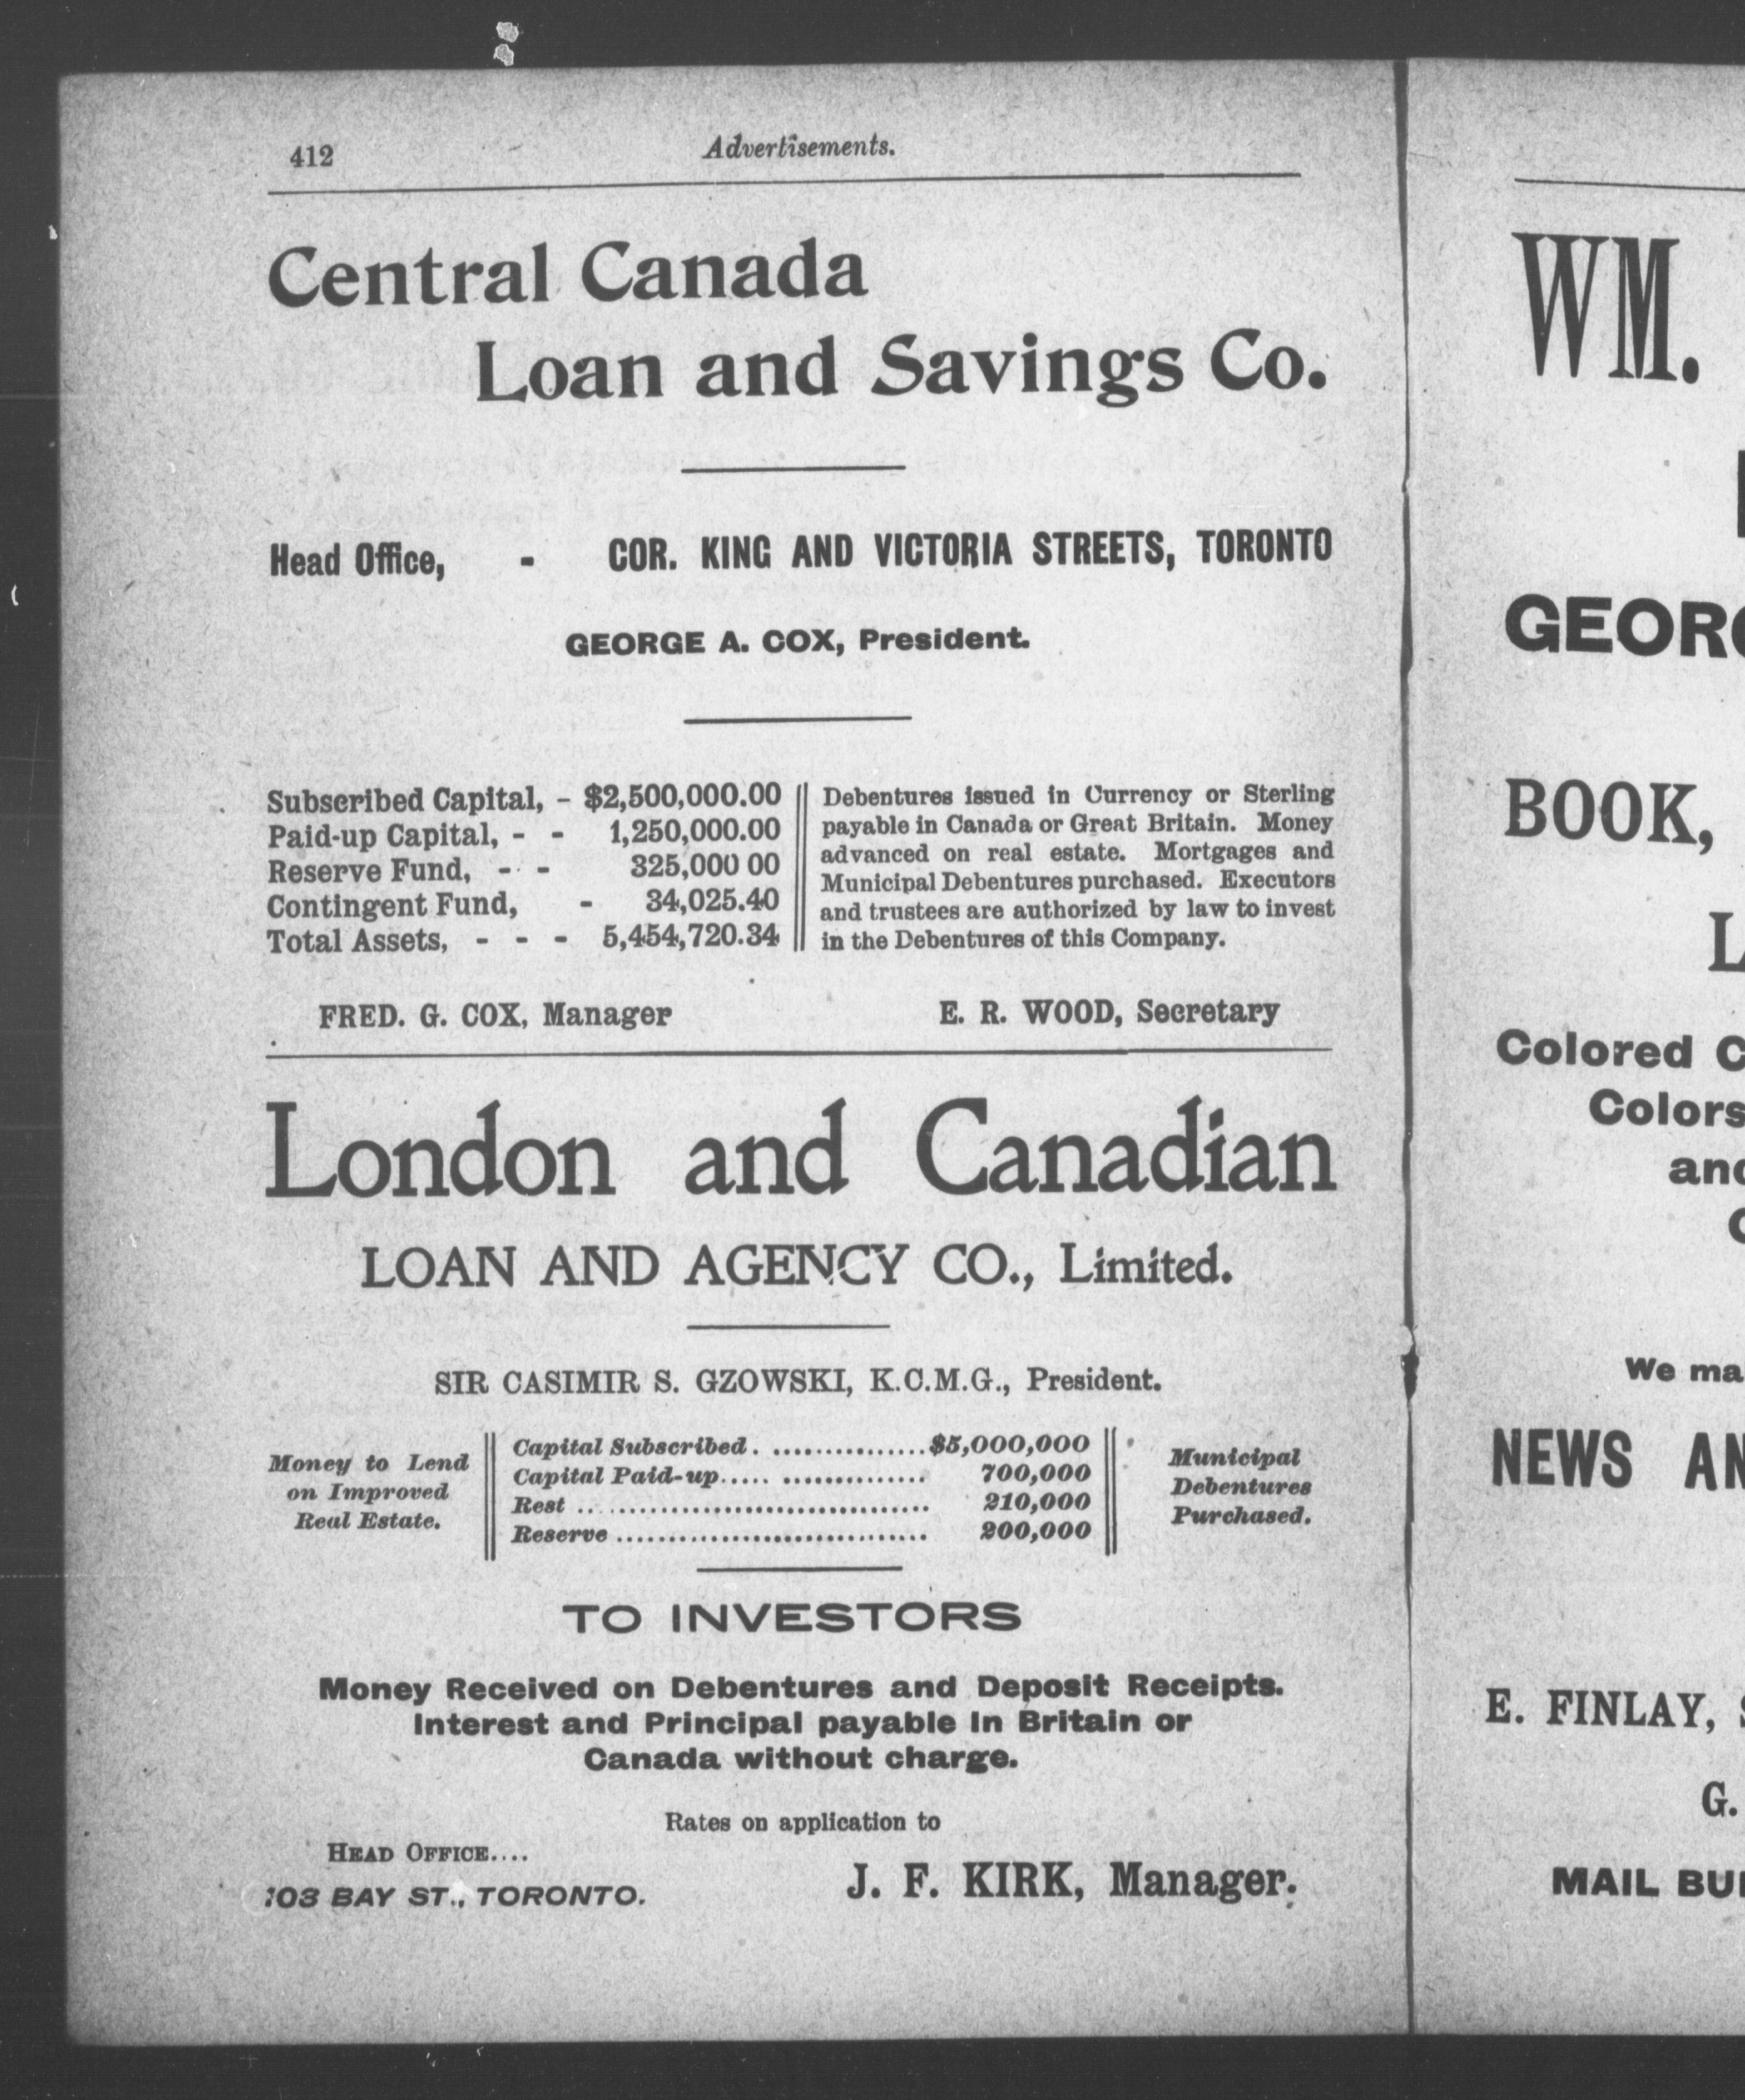 412
Advertisements.
Central Canada
Loan and Savings Co.
Head Office, - COR. KING AND VICTORIA STREETS, TORONTO
GEORGE A. COX, President.
Subscribed Capital, - $2,500,000.00
Paid-up Capital, - - 1,250,000.00
Reserve Fund, - - 325,000 00
Contingent Fund, - 34,025.40
Total Assets, - - - 5,454,720.34
Debentures issued in Currency or Sterling
payable in Canada or Great Britain. Money
advanced on real estate. Mortgages and
Municipal Debentures purchased. Executors
and trustees are authorized by law to invest
in the Debentures of this Company.
FRED. G. COX, Manager
E. R. WOOD, Secretary
London and Canadian
LOAN AND AGENCY CO., Limited.
SIR CASIMIR S. GZOWSKI, K.C.M.G., President.
Money to Lend
on Improved
Real Estate.
Capital Subscribed. ............... $5,000,000
Capital Paid-up..... .............. 700,000
Rest .................................. 210,000
Reserve .............................. 200,000
Municipal
Debentures
Purchased.
TO INVESTORS
Money Received on Debentures and Deposit Receipts.
Interest and Principal payable in Britain or
Canada without charge.
Rates on application to
HEAD OFFICE....
103 BAY ST., TORONTO.
J. F. KIRK, Manager.
WM.
GEORG
BOOK,
L
Colored C
Colors
and
We ma
NEWS AN
E. FINLAY,
G.
MAIL BUI